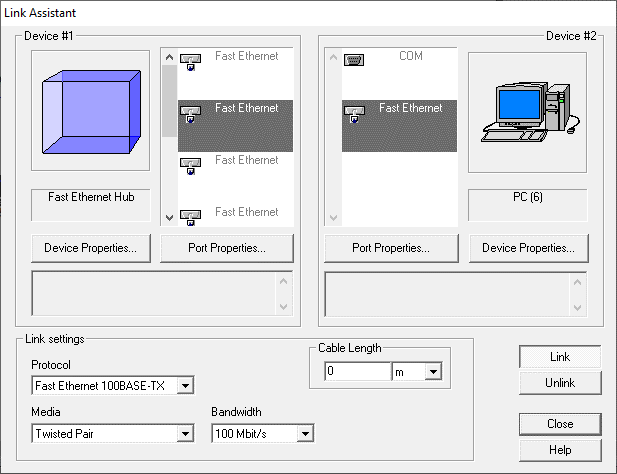 Link Assistant
Device #1
Fast Ethernet
Fast Ethernet
Fast Ethernet
Fast Ethernet
Fast Ethernet Hub
Device Properties...
Port Properties...
Device #2
COM
Fast Ethernet
PC (6)
Port Properties...
Device Properties...
Link settings
Protocol
Fast Ethernet 100BASE-TX
Cable Length
0 m
Media
Twisted Pair
Bandwidth
100 Mbit/s
Link
Unlink
Close
Help